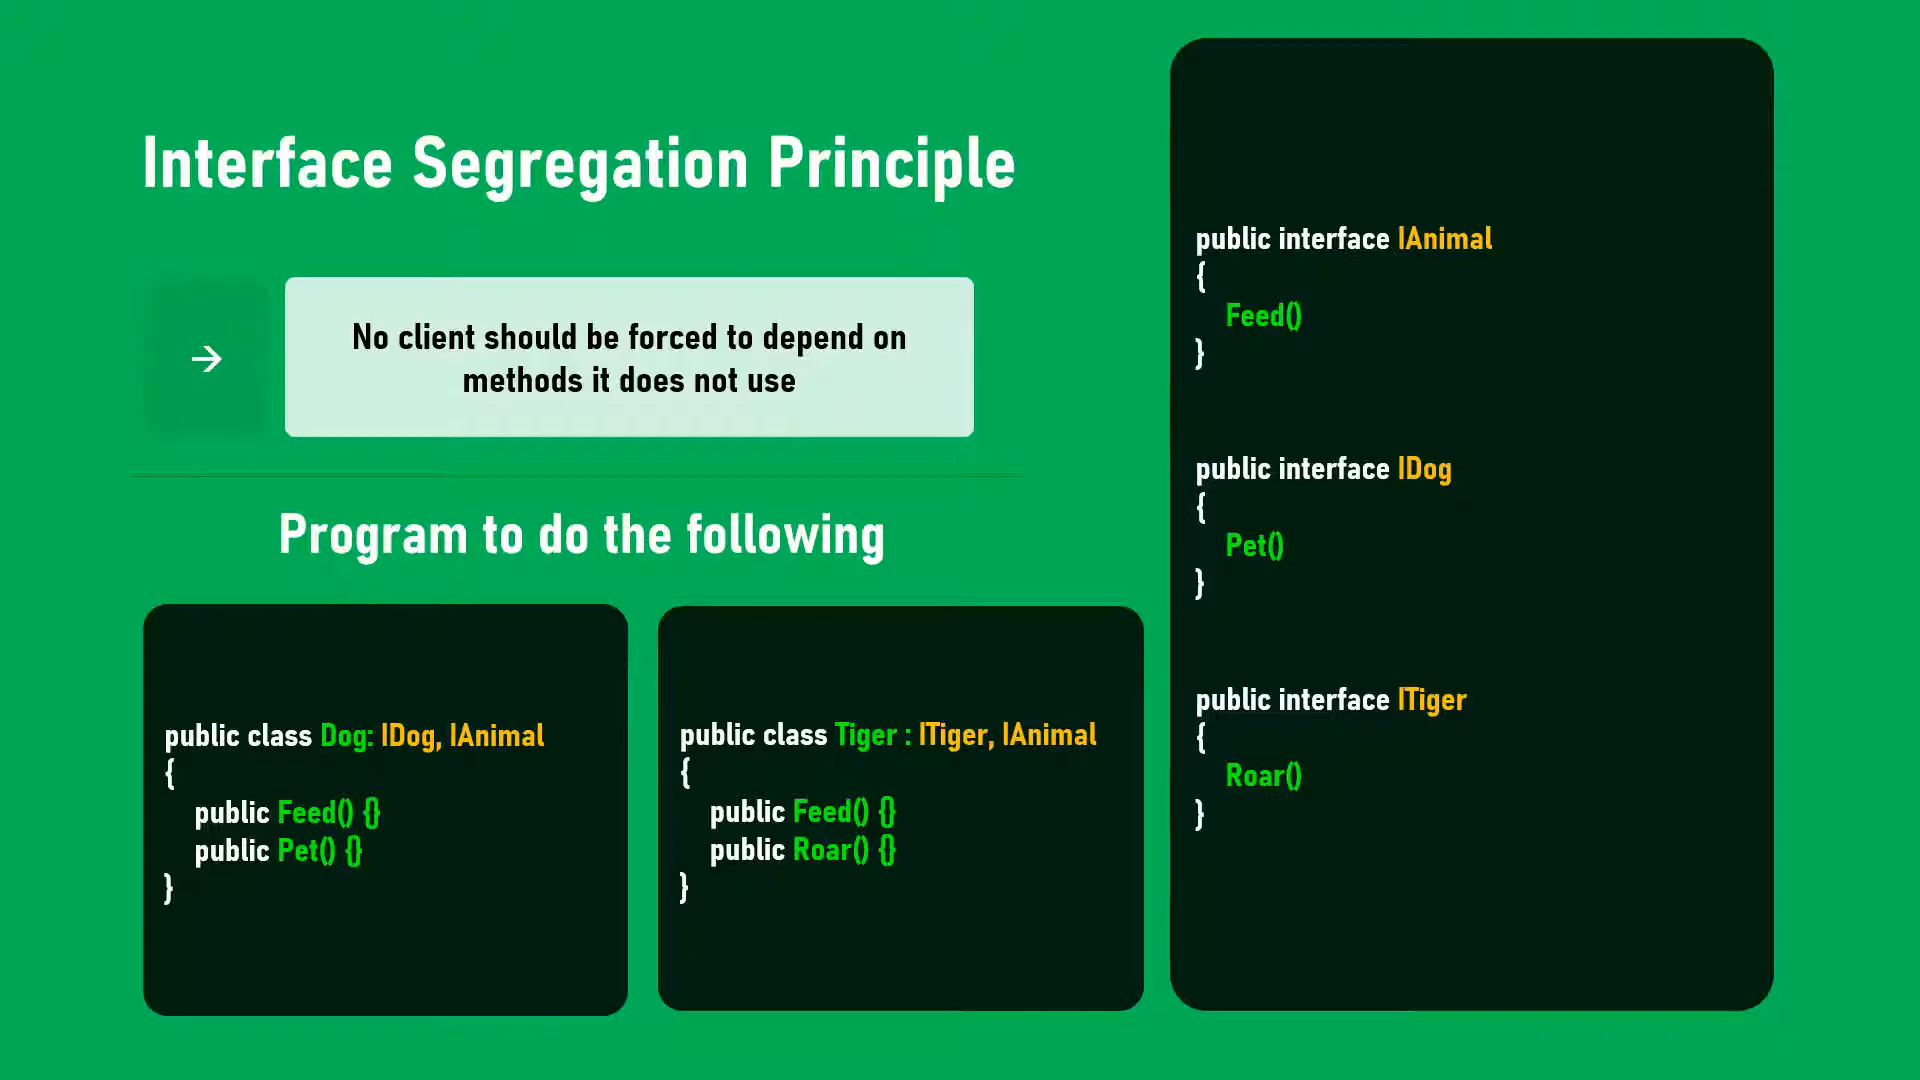 Interface Segregation Principle
→
No client should be forced to depend on
methods it does not use
Program to do the following
public class Dog: IDog, IAnimal
{
public Feed() {}
public Pet() {}
}
public class Tiger : ITiger, IAnimal
{
public Feed() {}
public Roar() {}
}
public interface IAnimal
{
Feed()
}
public interface IDog
{
Pet()
}
public interface ITiger
{
Roar()
}